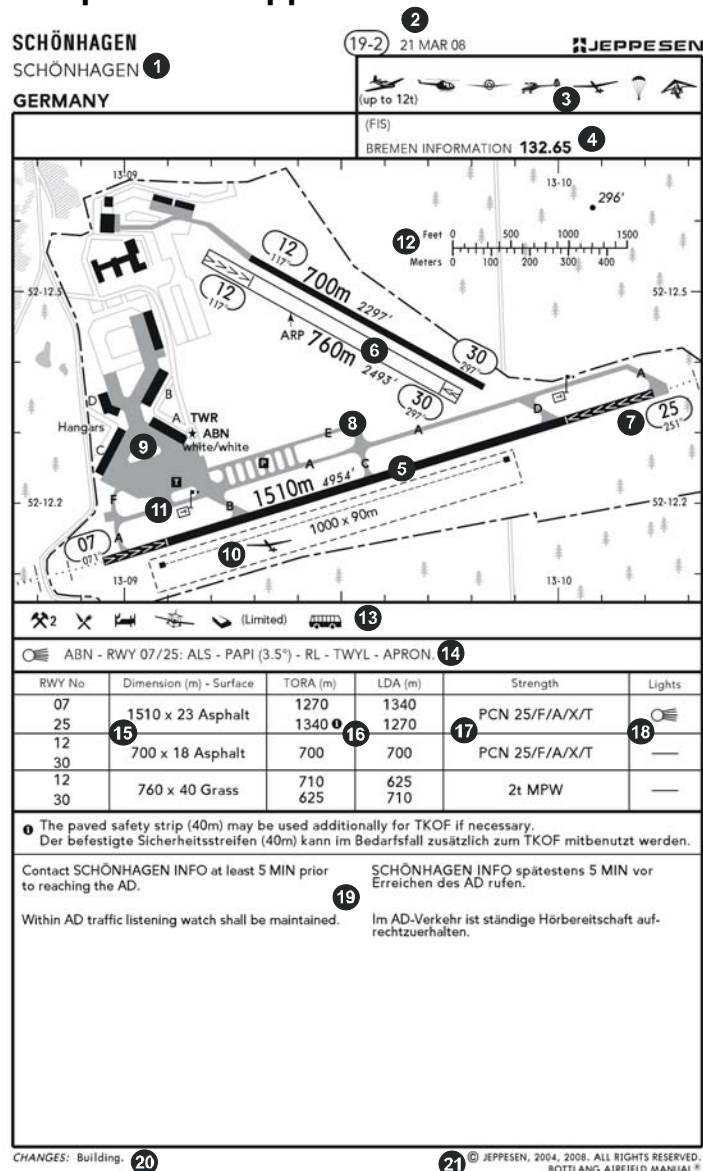 2
SCHÖNHAGEN
19-2 21 MAR 08
JEPPESEN
SCHÖNHAGEN 1
GERMANY
(up to 12t)
3
(FIS)
BREMEN INFORMATION 132.65 4
13-09
13-10
296'
12
Feet 0 500 1000 1500
Meters 0 100 200 300 400
12
117°
700m 2297'
12
117°
52-12.5
52-12.5
ARP
760m 2493'
6
30
297°
30
297°
A
D
B
A
TWR
ABN
white/white
Hangars
C
9
8
E
A
D
7
25
251°
T
P
A
C
5
1510m 4954'
52-12.2
52-12.2
F
11
B
1000 x 90m
07
071°
A
10
13-09
13-10
2 (Limited) 13
ABN - RWY 07/25: ALS - PAPI (3.5°) - RL - TWYL - APRON. 14
RWY No Dimension (m) - Surface TORA (m) LDA (m) Strength Lights
07 1270 1340
1510 x 23 Asphalt PCN 25/F/A/X/T
25 1340 1270
15 16 17 18
12
700 x 18 Asphalt 700 700 PCN 25/F/A/X/T —
30
12 710 625
760 x 40 Grass 2t MPW —
30 625 710
The paved safety strip (40m) may be used additionally for TKOF if necessary.
Der befestigte Sicherheitsstreifen (40m) kann im Bedarfsfall zusätzlich zum TKOF mitbenutzt werden.
Contact SCHÖNHAGEN INFO at least 5 MIN prior
to reaching the AD.
Within AD traffic listening watch shall be maintained.
19
SCHÖNHAGEN INFO spätestens 5 MIN vor
Erreichen des AD rufen.
Im AD-Verkehr ist ständige Hörbereitschaft auf-
rechtzuerhalten.
CHANGES: Building. 20
21 © JEPPESEN, 2004, 2008. ALL RIGHTS RESERVED.
BOTTLANG AIRFIELD MANUAL®